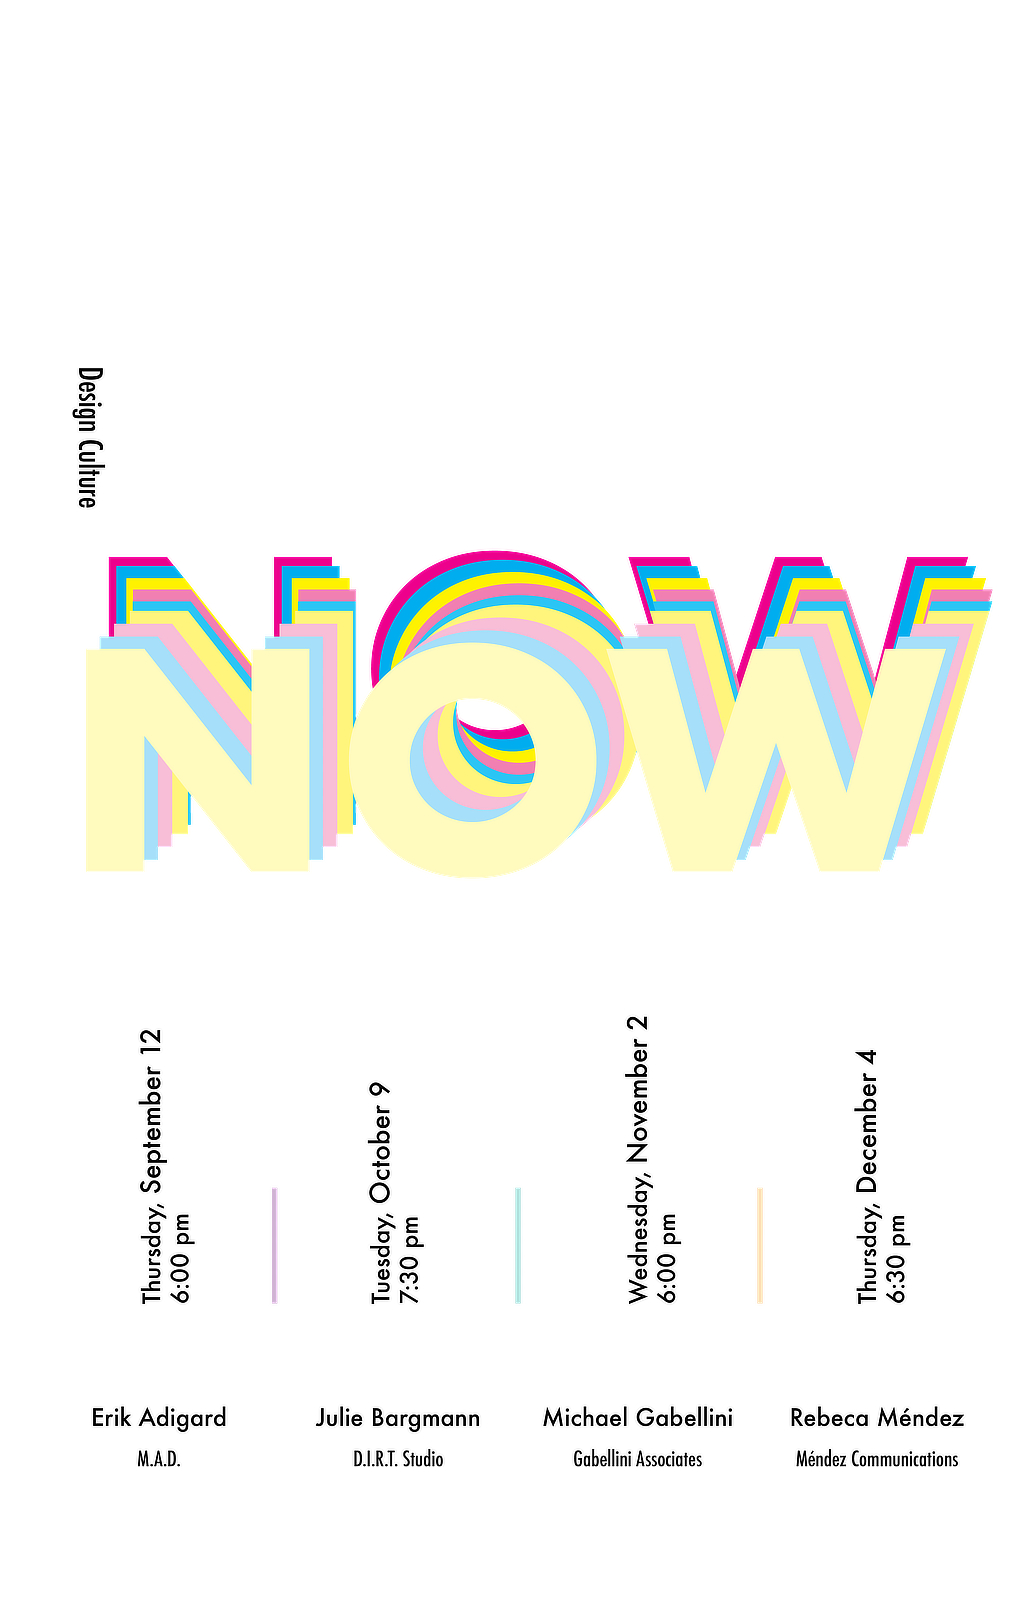 Design Culture
NOW
Thursday, September 12
6:00 pm
Tuesday, October 9
7:30 pm
Wednesday, November 2
6:00 pm
Thursday, December 4
6:30 pm
Erik Adigard
M.A.D.
Julie Bargmann
D.I.R.T. Studio
Michael Gabellini
Gabellini Associates
Rebeca Méndez
Méndez Communications